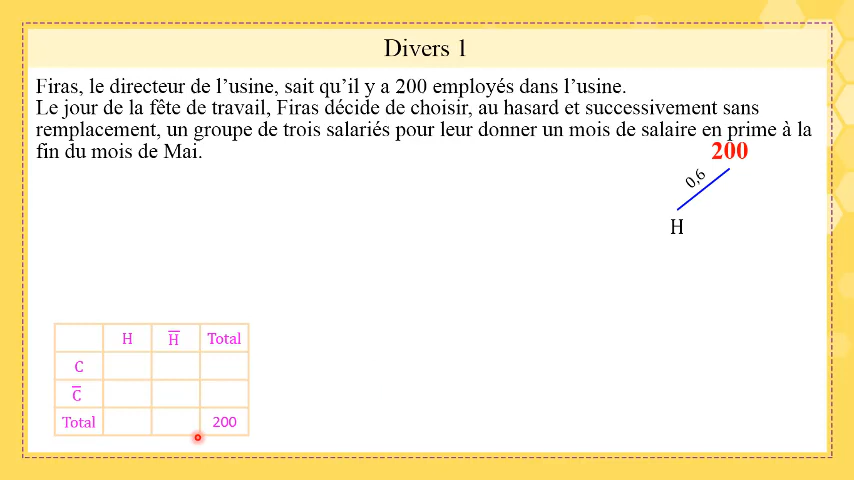 Divers 1
Firas, le directeur de l'usine, sait qu'il y a 200 employés dans l'usine.
Le jour de la fête de travail, Firas décide de choisir, au hasard et successivement sans
remplacement, un groupe de trois salariés pour leur donner un mois de salaire en prime à la
fin du mois de Mai.
200
0,6
H
H H̅ Total
C
C̅
Total 200